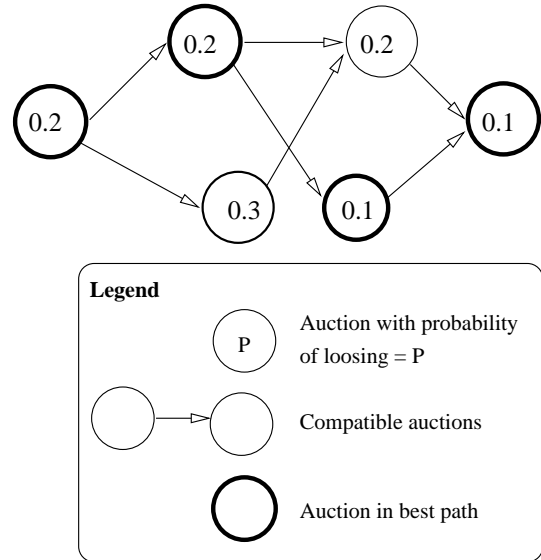 0.2
0.2
0.2
0.1
0.3
0.1
Legend
P
Auction with probability
of loosing = P
Compatible auctions
Auction in best path